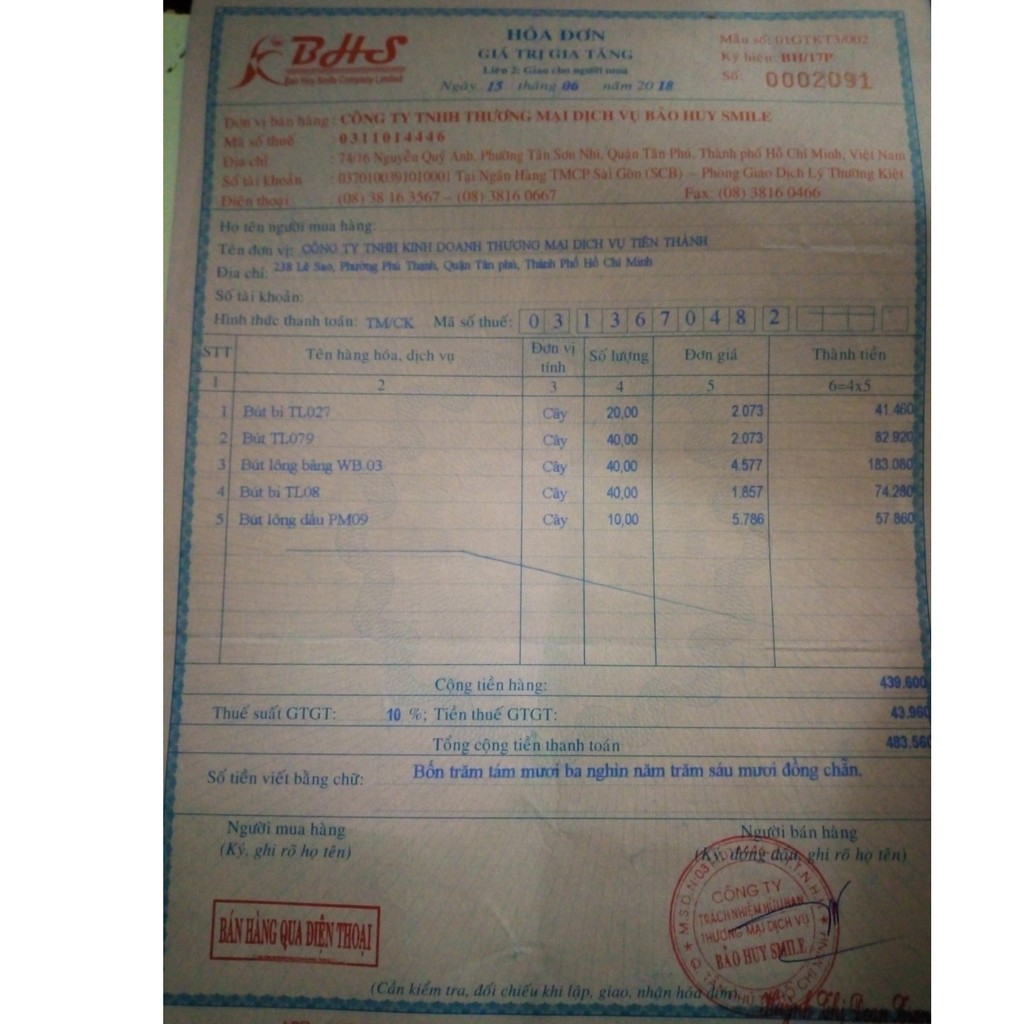 BHS
Bao Huy Smile Company Limited
HÓA ĐƠN
GIÁ TRỊ GIA TĂNG
Liên 2: Giao cho người mua
Ngày 15 tháng 06 năm 2018
Mẫu số: 01GTKT3/002
Ký hiệu: BH/17P
Số: 0002091
Đơn vị bán hàng : CÔNG TY TNHH THƯƠNG MẠI DỊCH VỤ BẢO HUY SMILE
Mã số thuế : 0311014446
Địa chỉ : 74/16 Nguyễn Quý Anh, Phường Tân Sơn Nhì, Quận Tân Phú, Thành phố Hồ Chí Minh, Việt Nam
Số tài khoản : 0370100391010001 Tại Ngân Hàng TMCP Sài Gòn (SCB) – Phòng Giao Dịch Lý Thường Kiệt
Điện thoại : (08) 38 16 3567 – (08) 3816 0667 Fax: (08) 3816 0466
Họ tên người mua hàng:
Tên đơn vị: CÔNG TY TNHH KINH DOANH THƯƠNG MẠI DỊCH VỤ TIẾN THÀNH
Địa chỉ: 238 Lê Sao, Phường Phú Thạnh, Quận Tân phú, Thành Phố Hồ Chí Minh
Số tài khoản:
Hình thức thanh toán: TM/CK Mã số thuế: 0 3 1 3 6 7 0 4 8 2
STT Tên hàng hóa, dịch vụ Đơn vị tính Số lượng Đơn giá Thành tiền
1 2 3 4 5 6=4x5
1 Bút bi TL027 Cây 20,00 2.073 41.460
2 Bút TL079 Cây 40,00 2.073 82.920
3 Bút lông bảng WB.03 Cây 40,00 4.577 183.080
4 Bút bi TL08 Cây 40,00 1.857 74.280
5 Bút lông dầu PM09 Cây 10,00 5.786 57.860
Cộng tiền hàng: 439.600
Thuế suất GTGT: 10 %; Tiền thuế GTGT: 43.960
Tổng cộng tiền thanh toán 483.560
Số tiền viết bằng chữ: Bốn trăm tám mươi ba nghìn năm trăm sáu mươi đồng chẵn.
Người mua hàng Người bán hàng
(Ký, ghi rõ họ tên) (Ký, đóng dấu, ghi rõ họ tên)
BÁN HÀNG QUA ĐIỆN THOẠI
CÔNG TY
TRÁCH NHIỆM HỮU HẠN
THƯƠNG MẠI DỊCH VỤ
BẢO HUY SMILE
(Cần kiểm tra, đối chiếu khi lập, giao, nhận hóa đơn)